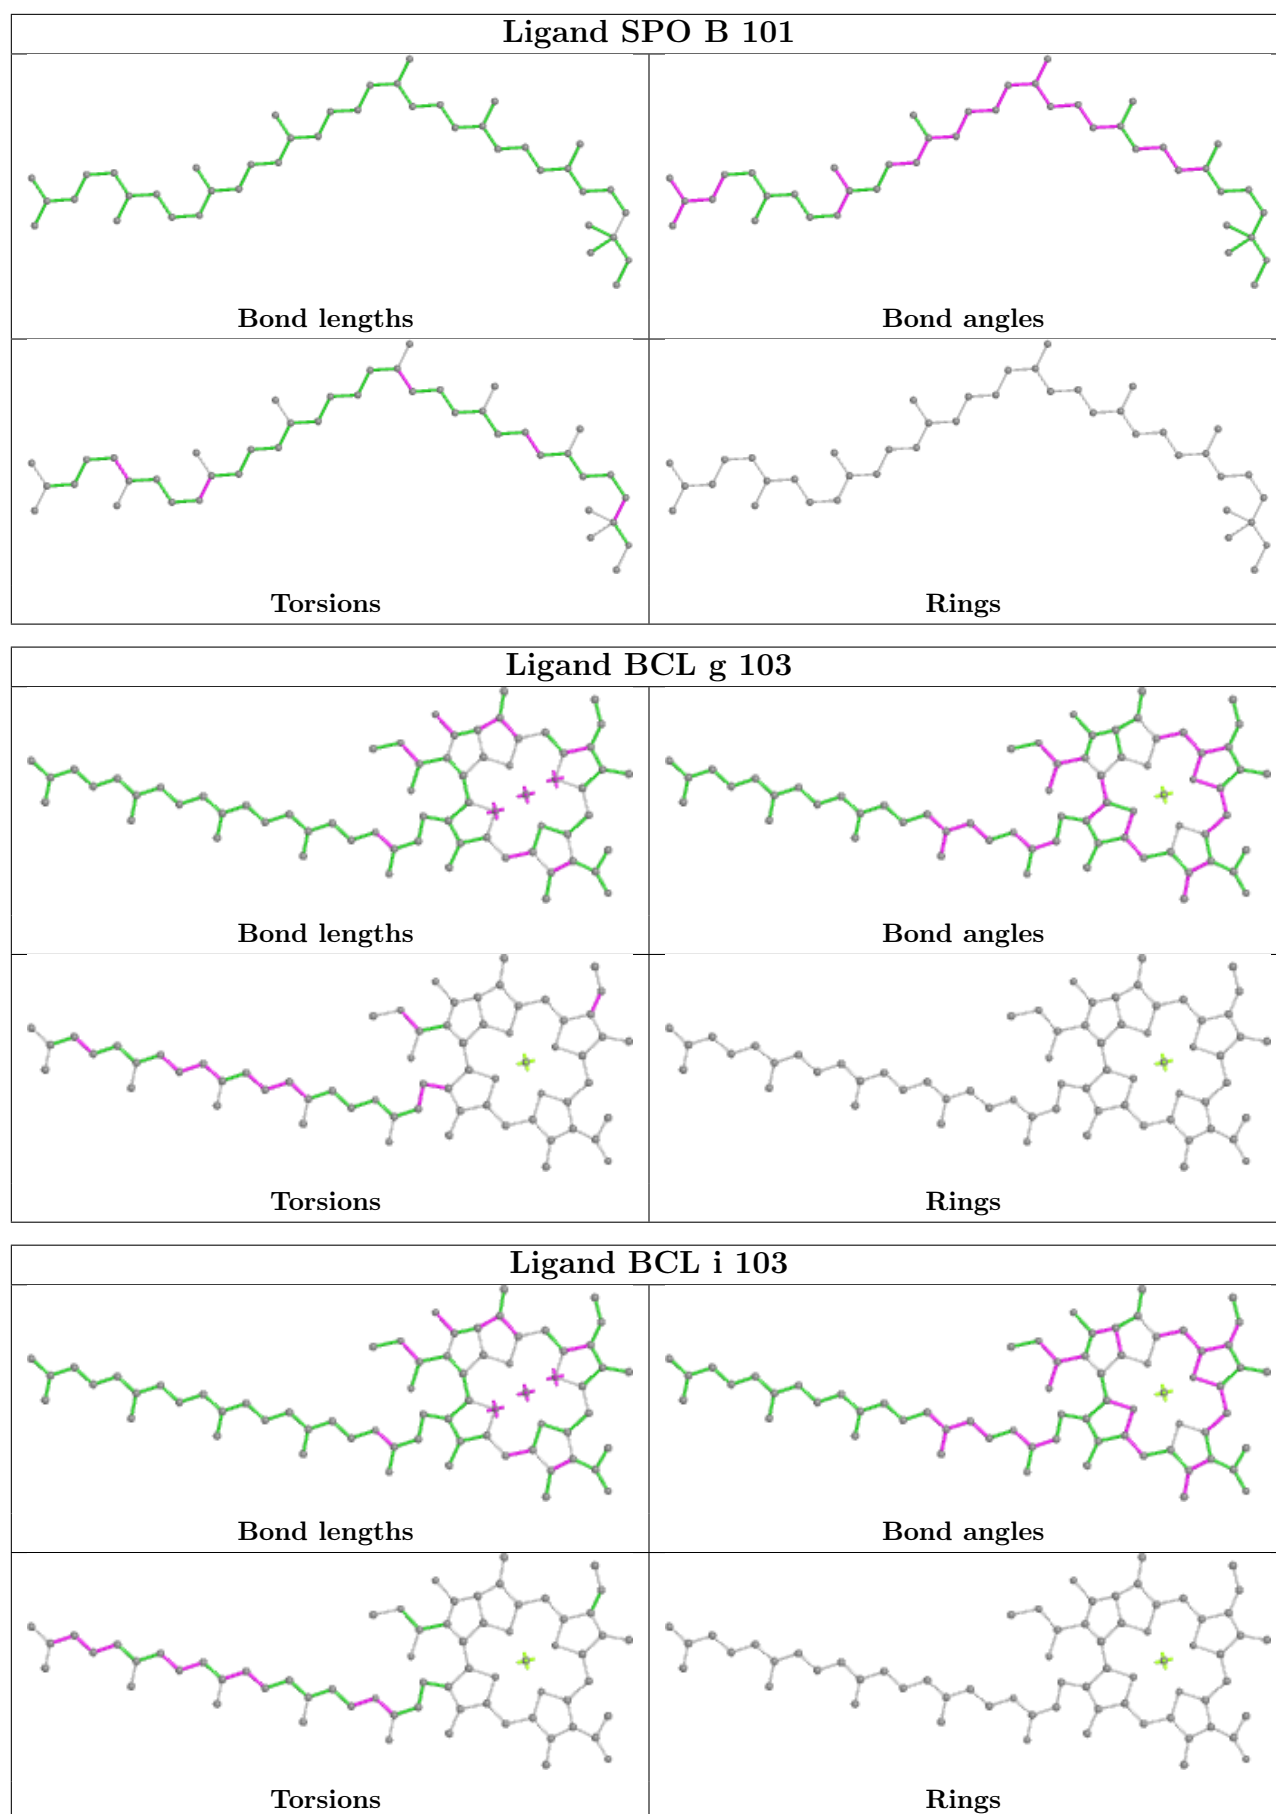 Ligand SPO B 101
Bond lengths
Bond angles
Torsions
Rings
Ligand BCL g 103
Bond lengths
Bond angles
Torsions
Rings
Ligand BCL i 103
Bond lengths
Bond angles
Torsions
Rings